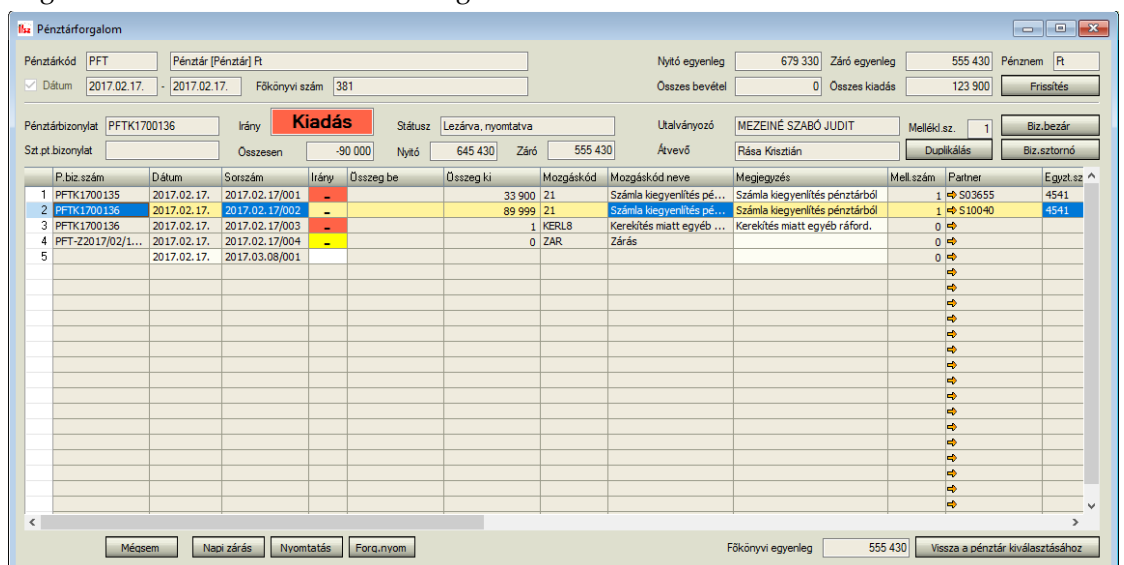 Pénztárforgalom
Pénztárkód PFT Pénztár [Pénztár] Ft Nyitó egyenleg 679 330 Záró egyenleg 555 430 Pénznem Ft
Dátum 2017.02.17. - 2017.02.17. Főkönyvi szám 381 Összes bevétel 0 Összes kiadás 123 900 Frissítés
Pénztárbizonylat PFTK1700136 Irány Kiadás Státusz Lezárva, nyomtatva Utalványozó MEZEINÉ SZABÓ JUDIT Mellékl.sz. 1 Biz.bezár
Szt.pt.bizonylat Összesen -90 000 Nyitó 645 430 Záró 555 430 Átvevő Rása Krisztián Duplikálás Biz.sztornó
P.biz.szám Dátum Sorszám Irány Összeg be Összeg ki Mozgáskód Mozgáskód neve Megjegyzés Mell.szám Partner Egyzt.sz
1 PFTK1700135 2017.02.17. 2017.02.17/001 - 33 900 21 Számla kiegyenlítés pé... Számla kiegyenlítés pénztárból 1 S03655 4541
2 PFTK1700136 2017.02.17. 2017.02.17/002 - 89 999 21 Számla kiegyenlítés pé... Számla kiegyenlítés pénztárból 1 S10040 4541
3 PFTK1700136 2017.02.17. 2017.02.17/003 - 1 KERL8 Kerekítés miatt egyéb ... Kerekítés miatt egyéb ráford. 0
4 PFT-Z2017/02/1... 2017.02.17. 2017.02.17/004 - 0 ZAR Zárás 0
5 2017.02.17. 2017.03.08/001 0
Mégsem Napi zárás Nyomtatás Forg.nyom Főkönyvi egyenleg 555 430 Vissza a pénztár kiválasztásához